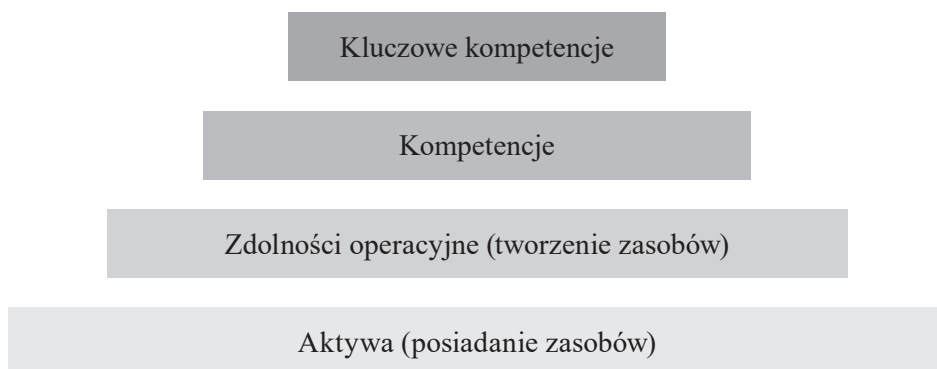 Kluczowe kompetencje
Kompetencje
Zdolności operacyjne (tworzenie zasobów)
Aktywa (posiadanie zasobów)